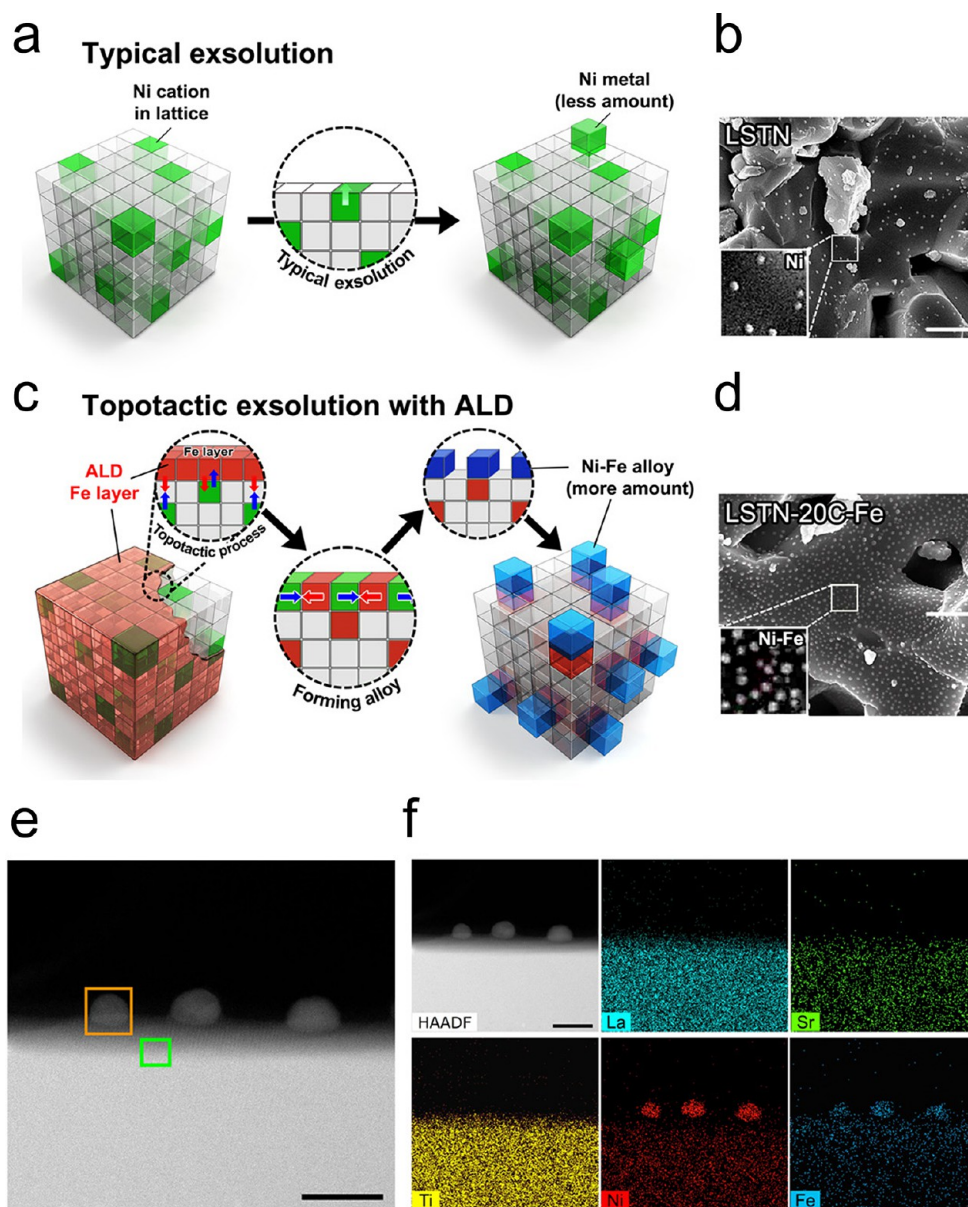 a
Typical exsolution
Ni cation
in lattice
Ni metal
(less amount)
Typical exsolution
b
LSTN
Ni
c
Topotactic exsolution with ALD
ALD
Fe layer
Fe layer
Topotactic process
Forming alloy
Ni-Fe alloy
(more amount)
d
LSTN-20C-Fe
Ni-Fe
e
f
HAADF
La
Sr
Ti
Ni
Fe